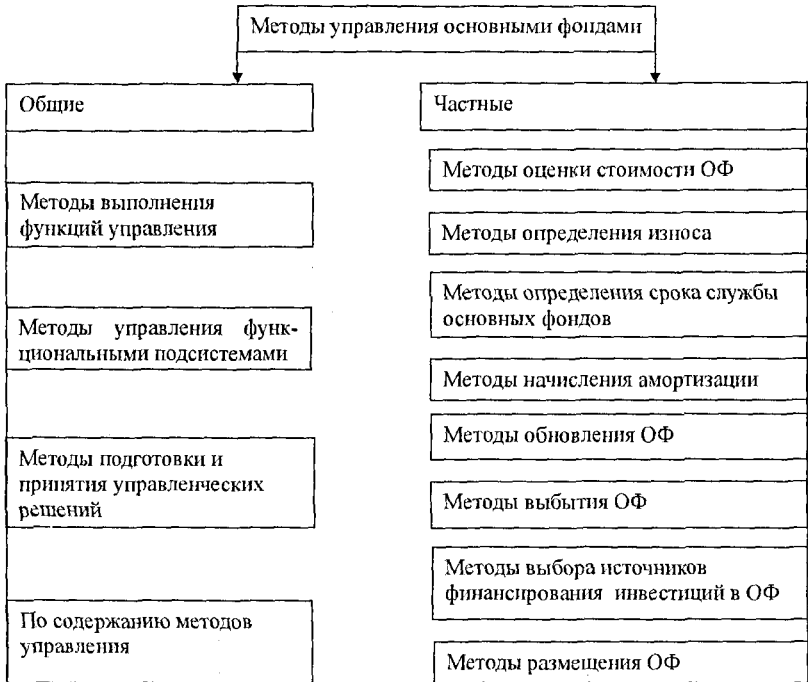 Методы управления основными фондами
Общие
Методы выполнения
функций управления
Методы управления функ-
циональными подсистемами
Методы подготовки и
принятия управленческих
решений
По содержанию методов
управления
Частные
Методы оценки стоимости ОФ
Методы определения износа
Методы определения срока службы
основных фондов
Методы начисления амортизации
Методы обновления ОФ
Методы выбытия ОФ
Методы выбора источников
финансирования инвестиций в ОФ
Методы размещения ОФ